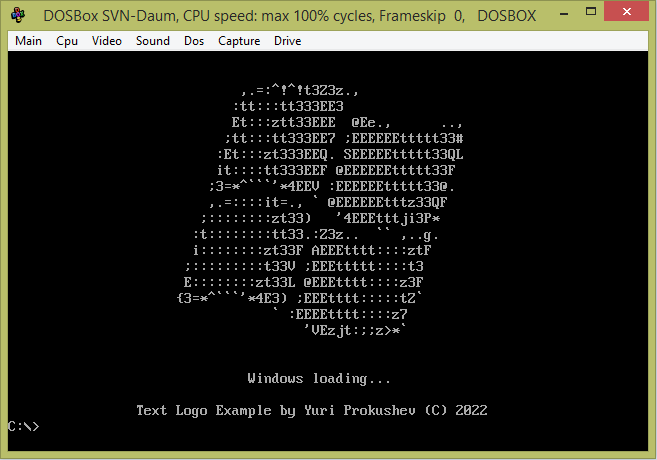 DOSBox SVN-Daum, CPU speed: max 100% cycles, Frameskip 0, DOSBOX
Main Cpu Video Sound Dos Capture Drive
,.=:^!^!t3Z3z.,
:tt:::tt333EE3
Et:::ztt33EEE @Ee., ..,
;tt:::tt333EE7 ;EEEEEEttttt33#
:Et:::zt333EEQ. SEEEEEttttt33QL
it::::tt333EEF @EEEEEEttttt33F
;3=*^```'*4EEV :EEEEEEttttt33@.
,.=::::it=., ` @EEEEEEtttz33QF
;::::::::zt33) '4EEEtttji3P*
:t::::::::tt33.:Z3z.. `` ,..g.
i::::::::zt33F AEEEtttt::::ztF
;:::::::::t33V ;EEEttttt::::t3
E::::::::zt33L @EEEtttt::::z3F
{3=*^```'*4E3) ;EEEtttt:::::tZ`
` :EEEEtttt::::z7
'VEzjt:;;z>*`
Windows loading...
Text Logo Example by Yuri Prokushev (C) 2022
C:\>